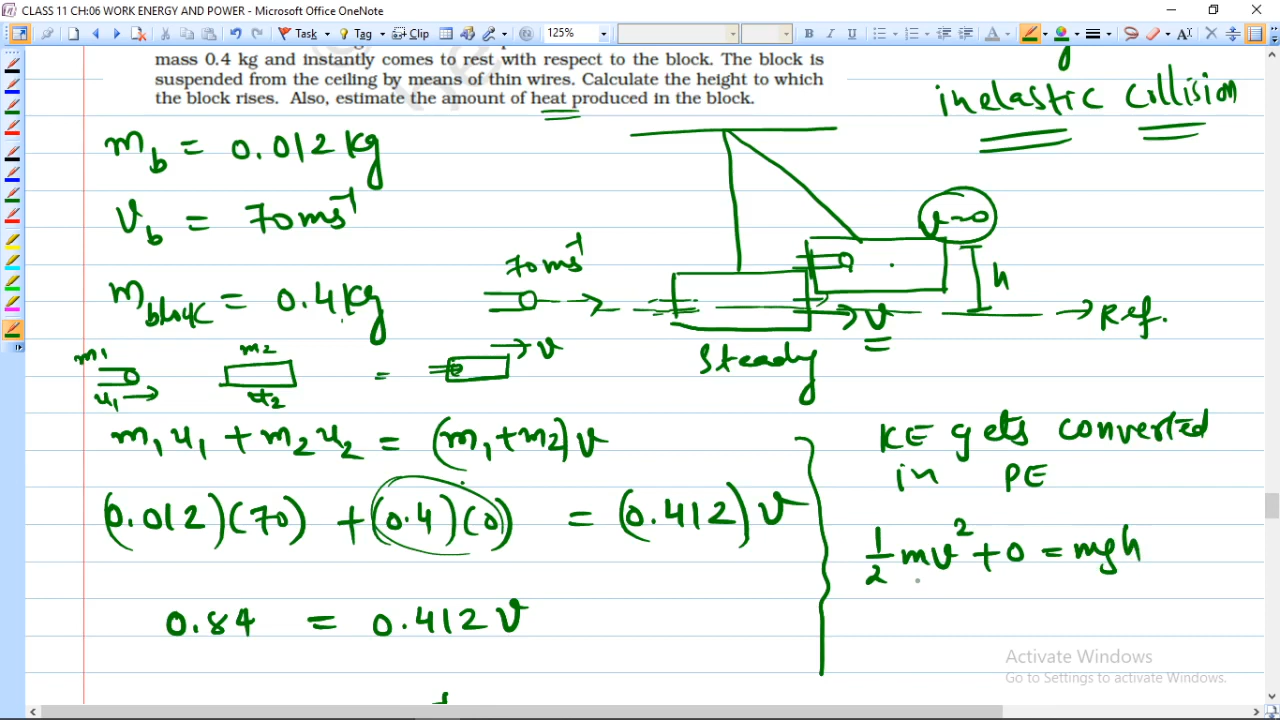 CLASS 11 CH:06 WORK ENERGY AND POWER - Microsoft Office OneNote
Task Tag Clip 125% B I U
mass 0.4 kg and instantly comes to rest with respect to the block. The block is
suspended from the ceiling by means of thin wires. Calculate the height to which
the block rises. Also, estimate the amount of heat produced in the block.
inelastic collision
m_b = 0.012 kg
v_b = 70 ms⁻¹
m_block = 0.4 kg
70 ms⁻¹
v=0
h
v
Ref.
Steady
m1 m2 v
u1 u2
m₁u₁ + m₂u₂ = (m₁+m₂)v
(0.012)(70) + (0.4)(0) = (0.412)v
0.84 = 0.412 v
KE gets converted
in PE
½mv² + 0 = mgh
Activate Windows
Go to Settings to activate Windows.